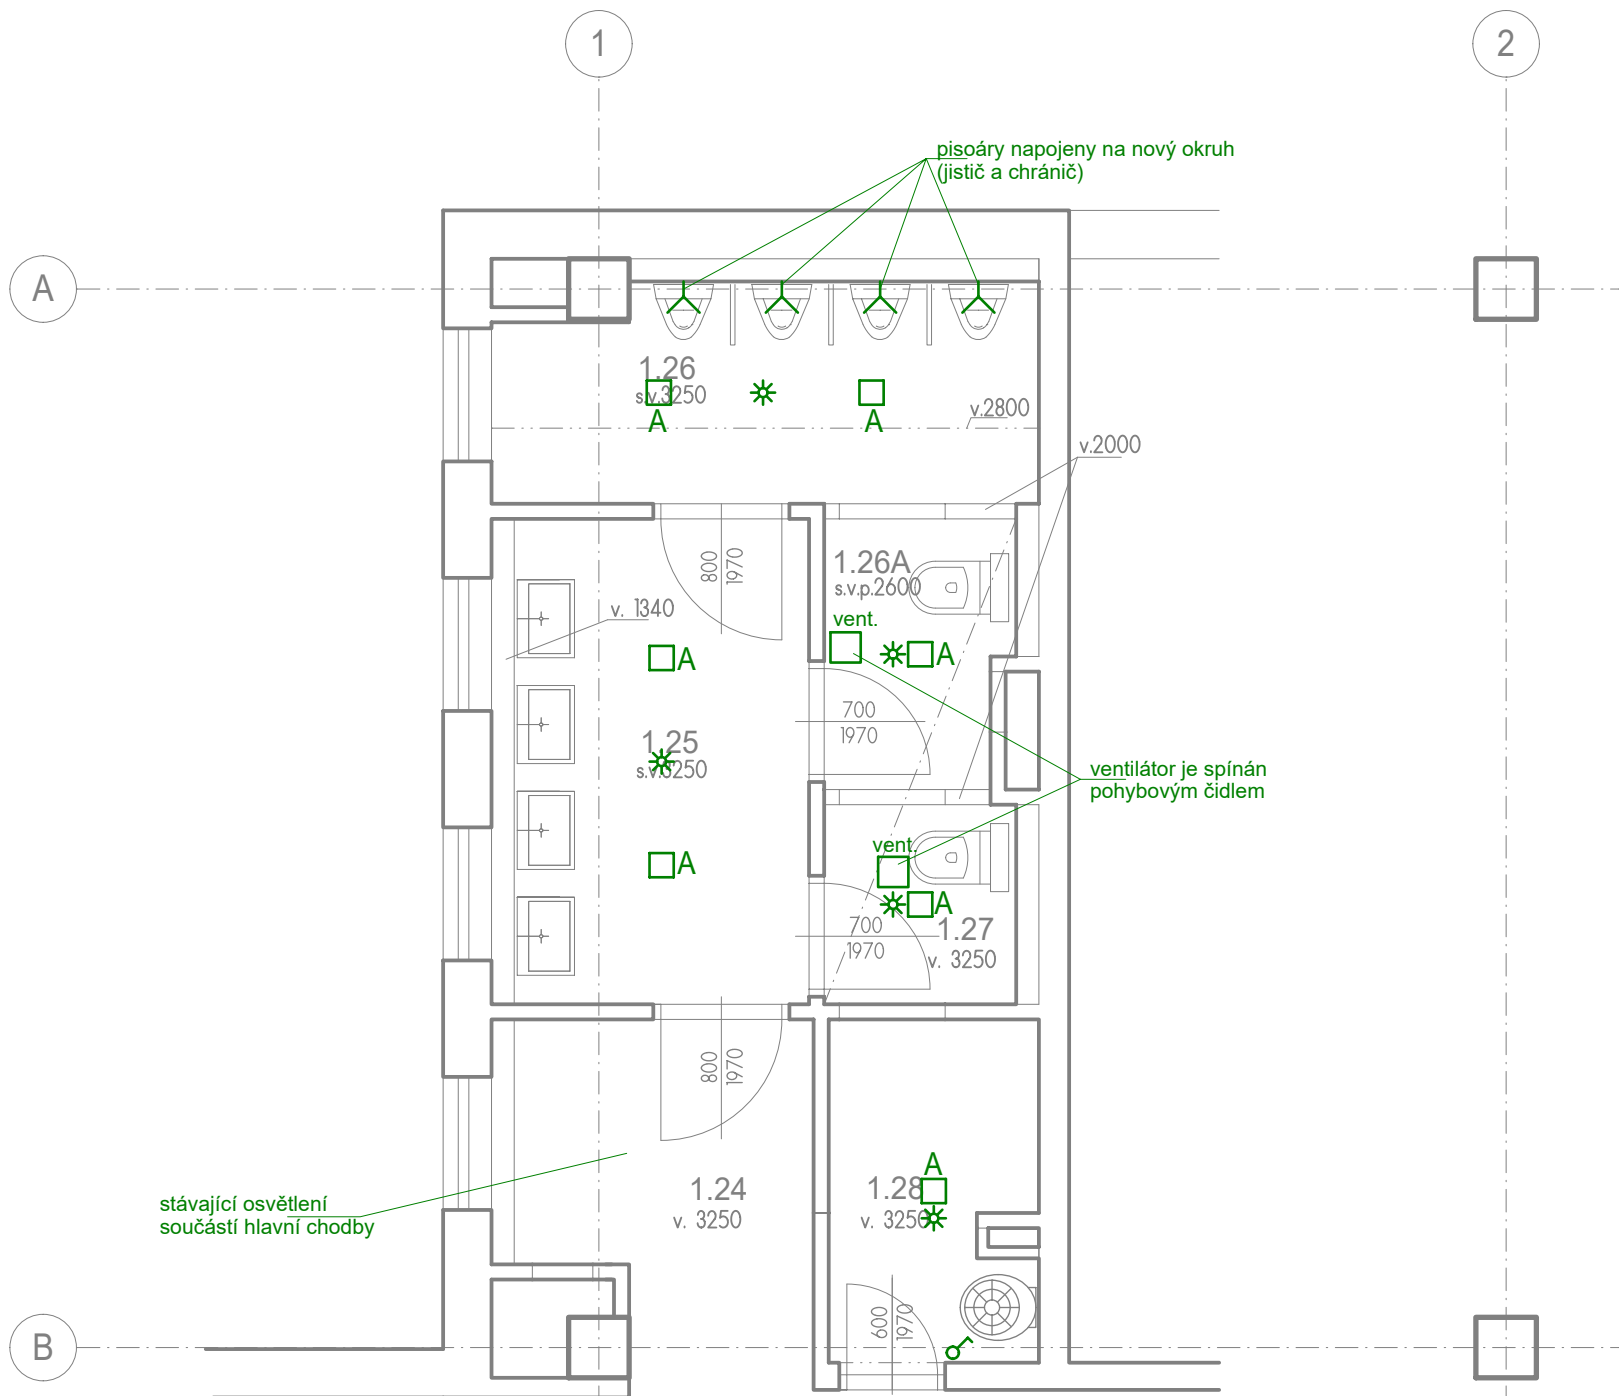 1
2
pisoáry napojeny na nový okruh
(jistič a chránič)
A
1.26
s.v.3250
A
A
v.2800
v.2000
800
1970
1.26A
s.v.p.2600
vent.
A
v. 1340
A
700
1970
1.25
s.v.3250
ventilátor je spínán
pohybovým čidlem
vent.
A
A
700
1970
1.27
v. 3250
800
1970
A
stávající osvětlení
součástí hlavní chodby
1.24
v. 3250
1.28
v. 3250
600
1970
B